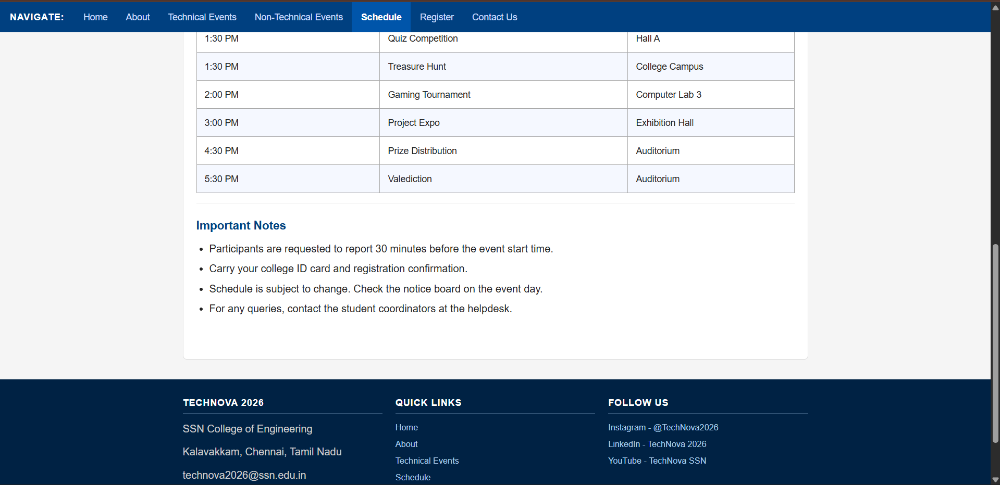 NAVIGATE: Home About Technical Events Non-Technical Events Schedule Register Contact Us
1:30 PM Quiz Competition Hall A
1:30 PM Treasure Hunt College Campus
2:00 PM Gaming Tournament Computer Lab 3
3:00 PM Project Expo Exhibition Hall
4:30 PM Prize Distribution Auditorium
5:30 PM Valediction Auditorium
Important Notes
• Participants are requested to report 30 minutes before the event start time.
• Carry your college ID card and registration confirmation.
• Schedule is subject to change. Check the notice board on the event day.
• For any queries, contact the student coordinators at the helpdesk.
TECHNOVA 2026
SSN College of Engineering
Kalavakkam, Chennai, Tamil Nadu
technova2026@ssn.edu.in
QUICK LINKS
Home
About
Technical Events
Schedule
FOLLOW US
Instagram - @TechNova2026
LinkedIn - TechNova 2026
YouTube - TechNova SSN